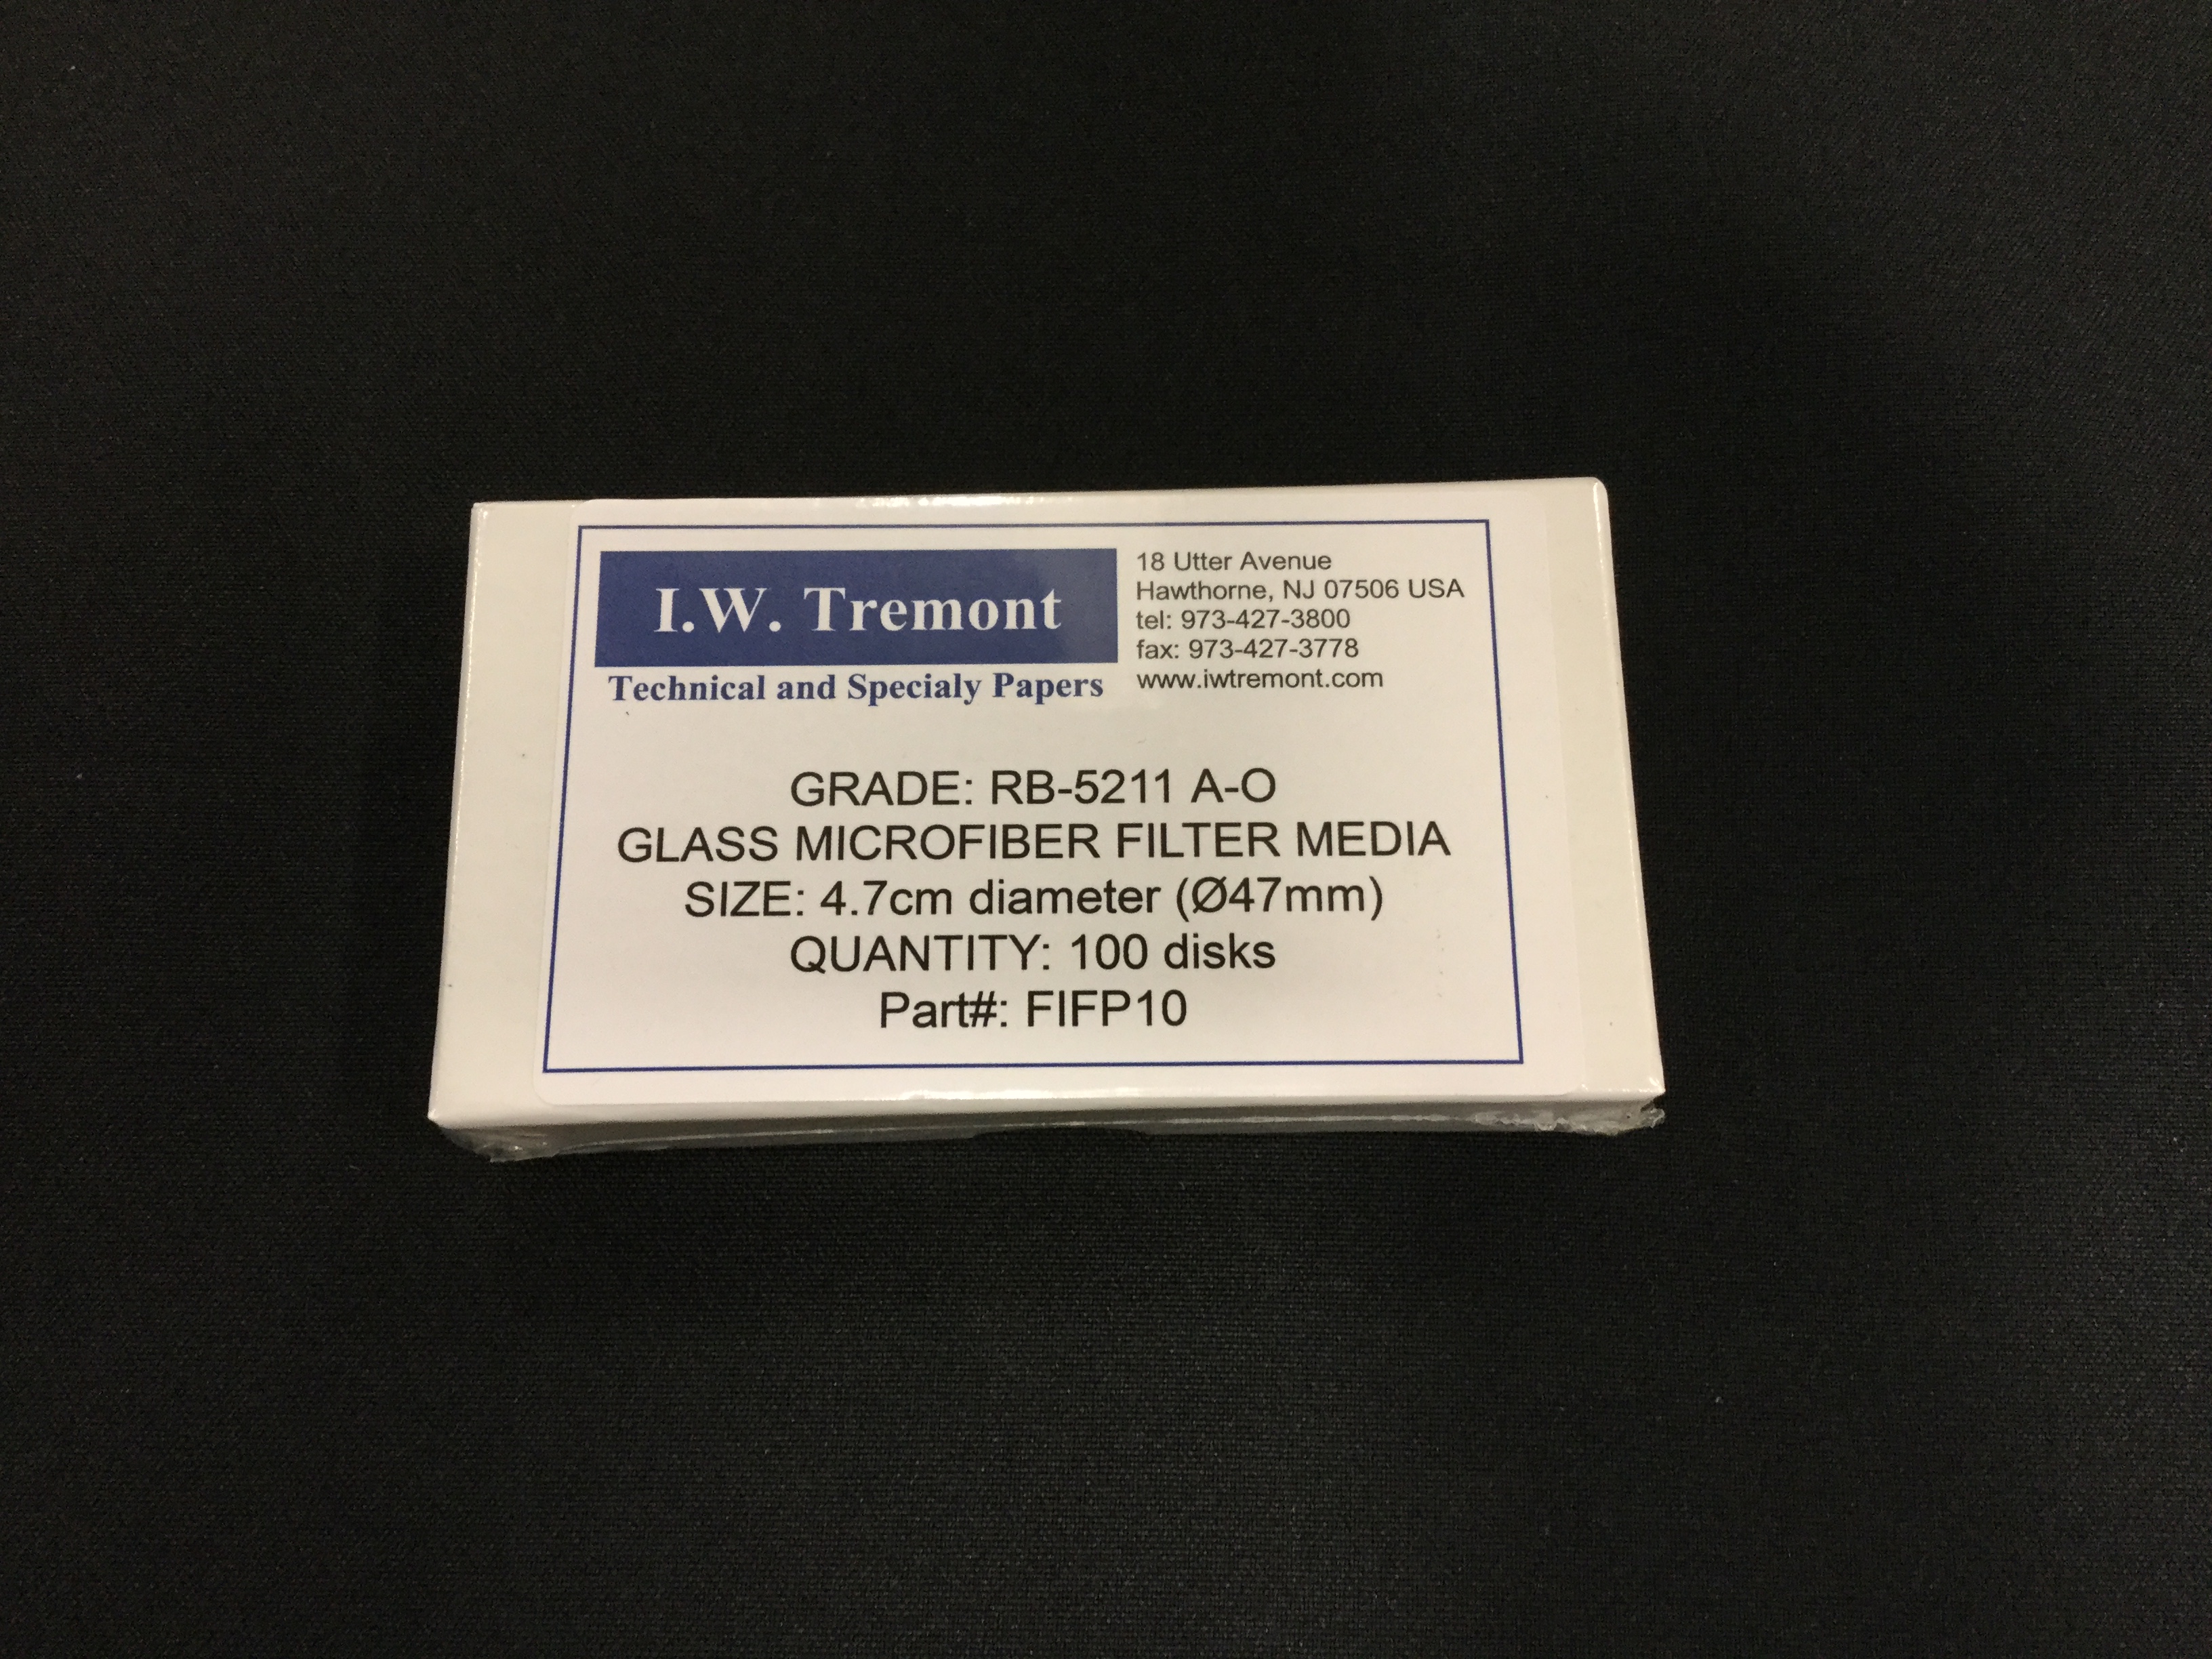 I.W. Tremont
Technical and Specialy Papers
18 Utter Avenue
Hawthorne, NJ 07506 USA
tel: 973-427-3800
fax: 973-427-3778
www.iwtremont.com
GRADE: RB-5211 A-O
GLASS MICROFIBER FILTER MEDIA
SIZE: 4.7cm diameter (Ø47mm)
QUANTITY: 100 disks
Part#: FIFP10